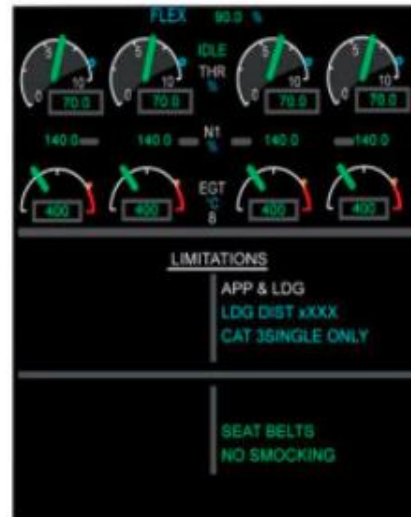 FLEX 90.0 %
5 5 IDLE 5 5
0 10 0 10 THR 0 10 0 10
70.0 70.0 % 70.0 70.0
140.0 140.0 N1 140.0 140.0
%
EGT
400 400 °C 400 400
8
LIMITATIONS
APP & LDG
LDG DIST xXXX
CAT 3SINGLE ONLY
SEAT BELTS
NO SMOCKING